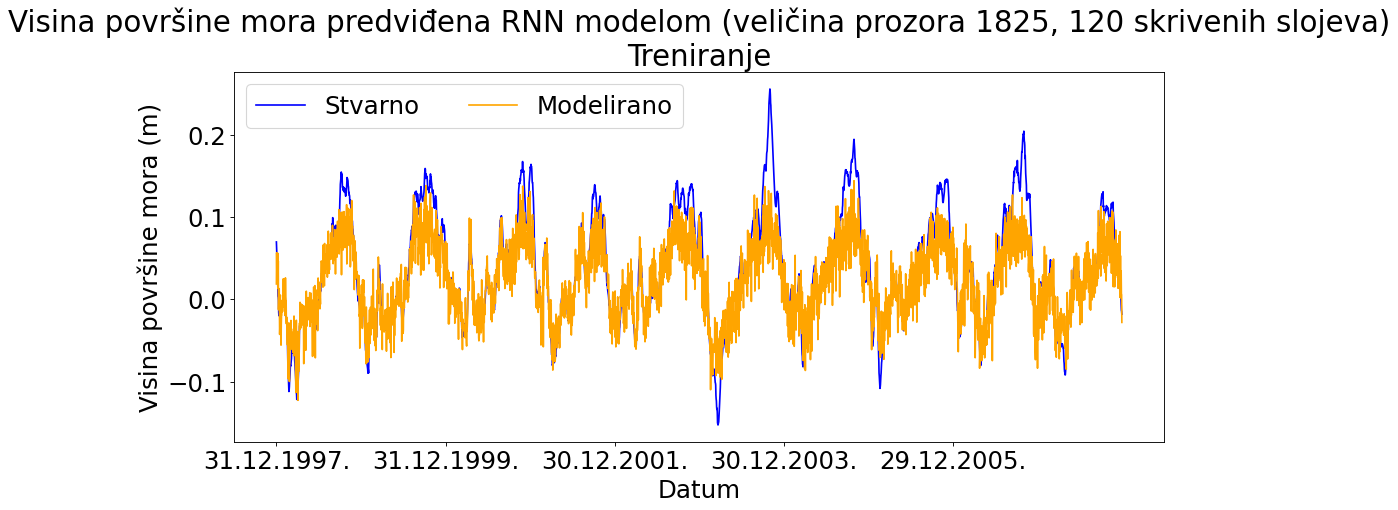 Visina površine mora predviđena RNN modelom (veličina prozora 1825, 120 skrivenih slojeva)
Treniranje
Stvarno Modelirano
Visina površine mora (m)
0.2
0.1
0.0
−0.1
31.12.1997. 31.12.1999. 30.12.2001. 30.12.2003. 29.12.2005.
Datum